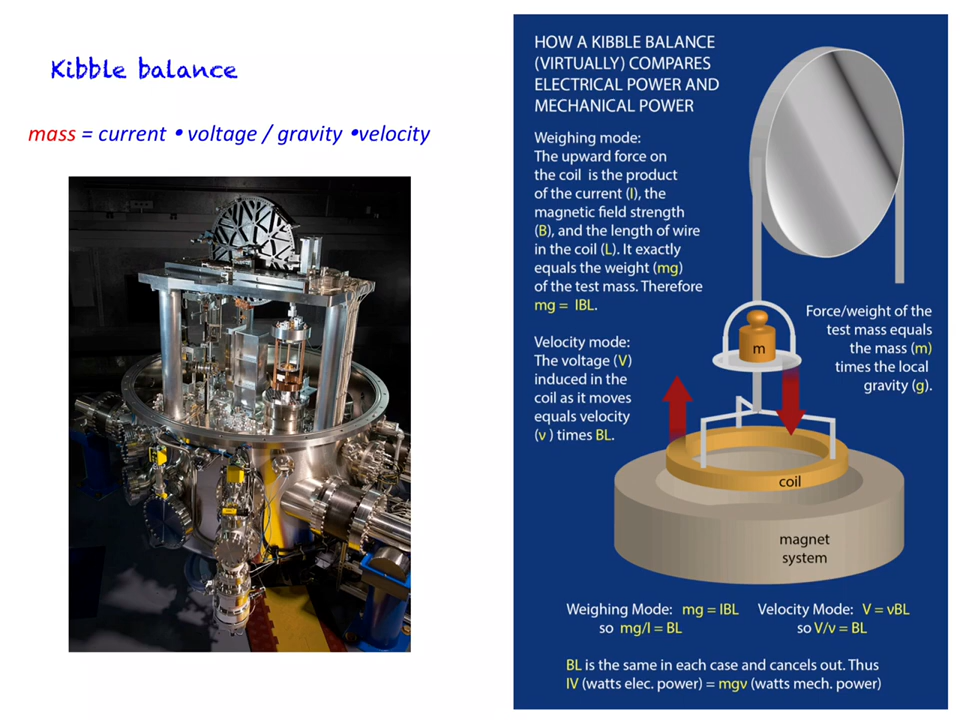 Kibble balance
mass = current • voltage / gravity •velocity
HOW A KIBBLE BALANCE
(VIRTUALLY) COMPARES
ELECTRICAL POWER AND
MECHANICAL POWER
Weighing mode:
The upward force on
the coil is the product
of the current (I), the
magnetic field strength
(B), and the length of wire
in the coil (L). It exactly
equals the weight (mg)
of the test mass. Therefore
mg = IBL.
Velocity mode:
The voltage (V)
induced in the
coil as it moves
equals velocity
(v ) times BL.
Force/weight of the
test mass equals
the mass (m)
times the local
gravity (g).
m
coil
magnet
system
Weighing Mode: mg = IBL
so mg/I = BL
Velocity Mode: V = vBL
so V/v = BL
BL is the same in each case and cancels out. Thus
IV (watts elec. power) = mgv (watts mech. power)